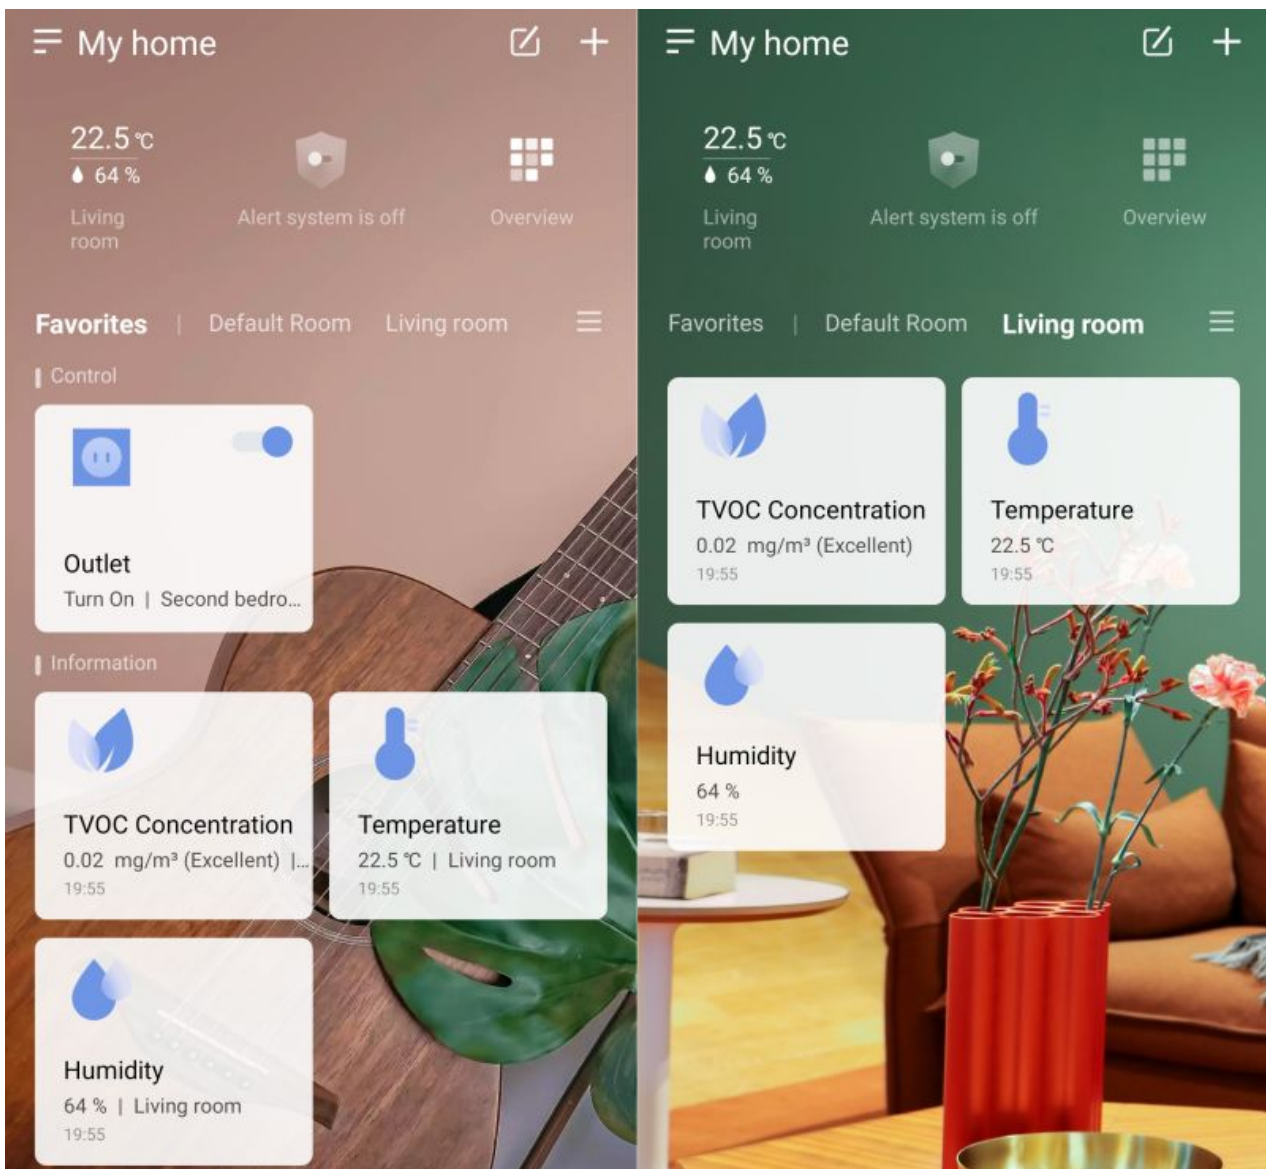 My home
22.5 ℃
64 %
Living
room
Alert system is off
Overview
Favorites | Default Room Living room
Control
Outlet
Turn On | Second bedro...
Information
TVOC Concentration
0.02 mg/m³ (Excellent) |...
19:55
Temperature
22.5 ℃ | Living room
19:55
Humidity
64 % | Living room
19:55
My home
22.5 ℃
64 %
Living
room
Alert system is off
Overview
Favorites | Default Room Living room
TVOC Concentration
0.02 mg/m³ (Excellent)
19:55
Temperature
22.5 ℃
19:55
Humidity
64 %
19:55